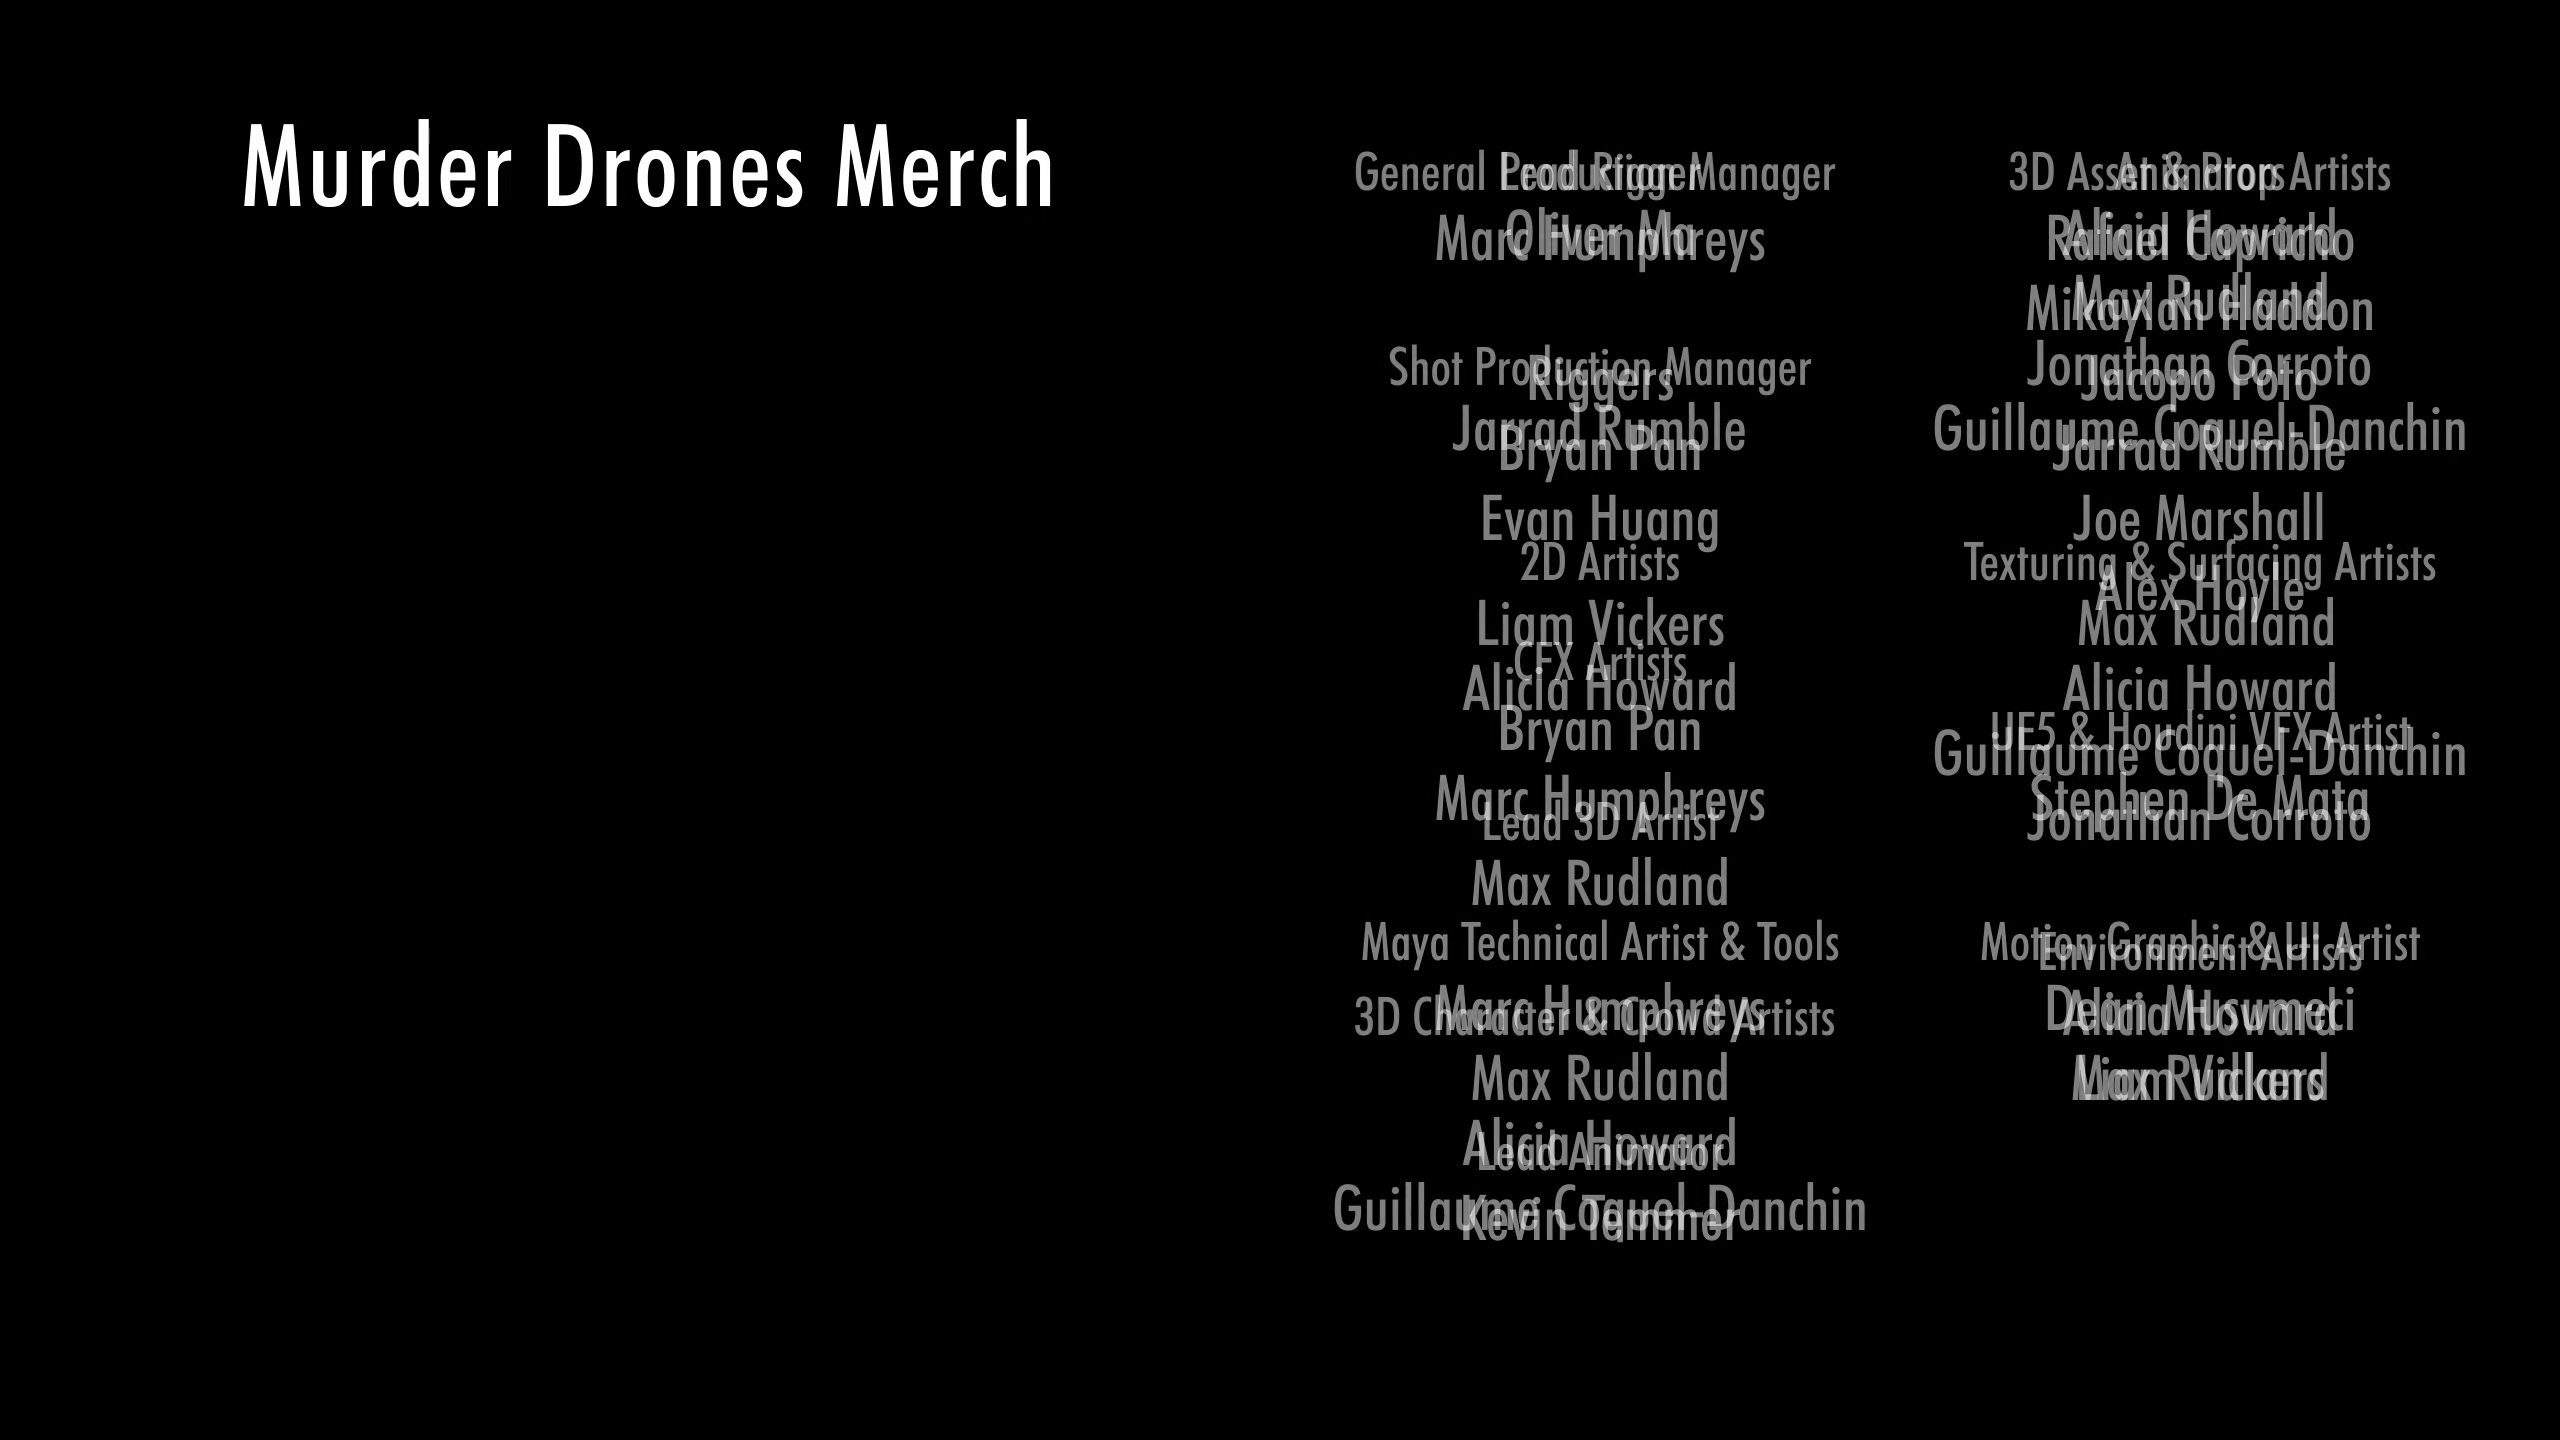 Murder Drones Merch
General Production Manager
Marc Humphreys
Shot Production Manager
Jarrad Rumble
2D Artists
Liam Vickers
Alicia Howard
Lead 3D Artist
Max Rudland
3D Character & Crowd Artists
Max Rudland
Alicia Howard
Guillaume Coquel-Danchin
3D Asset & Prop Artists
Alicia Howard
Max Rudland
Jonathan Corroto
Guillaume Coquel-Danchin
Texturing & Surfacing Artists
Max Rudland
Alicia Howard
Guillaume Coquel-Danchin
Jonathan Corroto
Environment Artists
Alicia Howard
Max Rudland
Lead Rigger
Oliver Ma
Riggers
Bryan Pan
Evan Huang
CFX Artists
Bryan Pan
Marc Humphreys
Maya Technical Artist & Tools
Marc Humphreys
Lead Animator
Kevin Temmer
Animators
Rafael Capricho
Mikaylah Haddon
Jacopo Pofo
Jarrad Rumble
Joe Marshall
Alex Hoyle
UE5 & Houdini VFX Artist
Stephen De Mata
Motion Graphic & UI Artist
Dean Musumeci
Liam Vickers